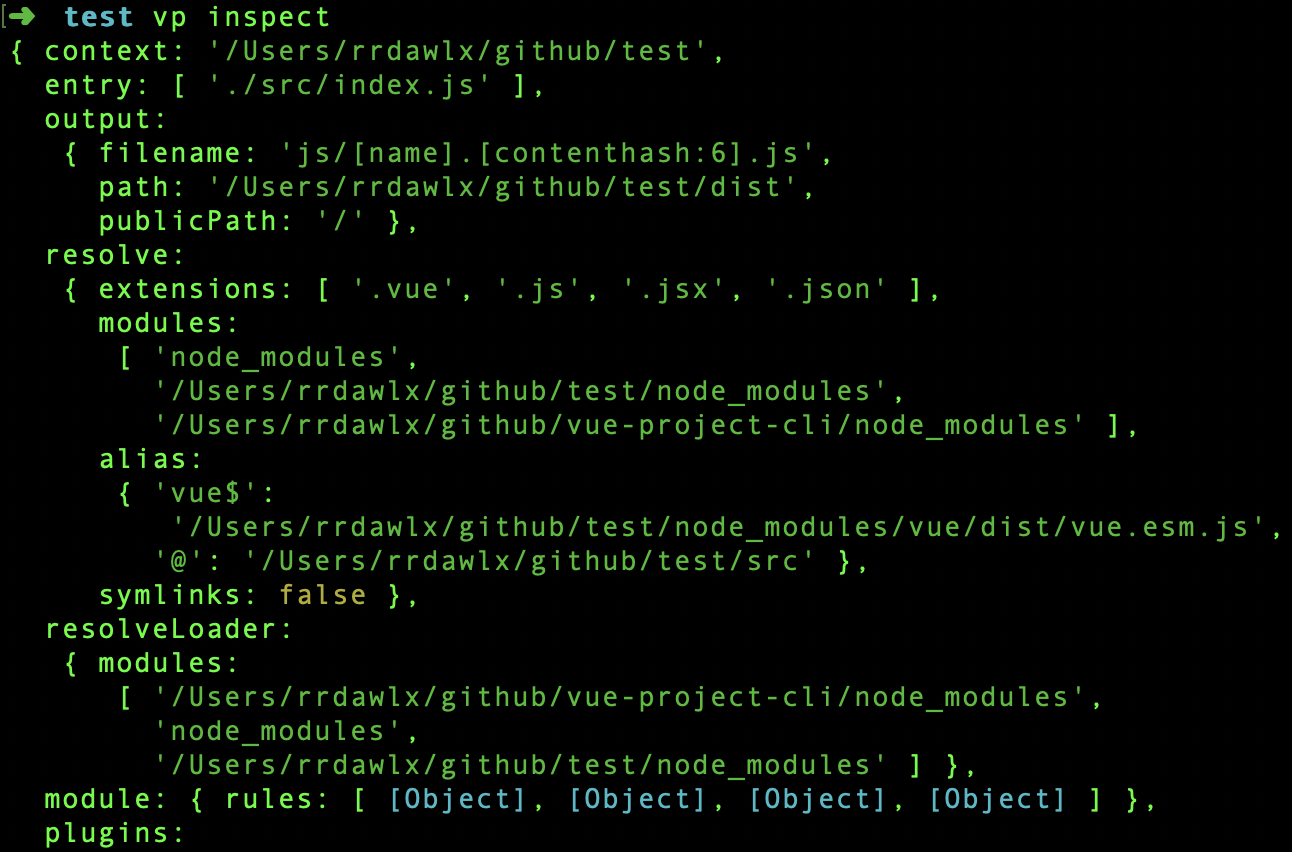 [➜ test vp inspect
{ context: '/Users/rrdawlx/github/test',
  entry: [ './src/index.js' ],
  output:
   { filename: 'js/[name].[contenthash:6].js',
     path: '/Users/rrdawlx/github/test/dist',
     publicPath: '/' },
  resolve:
   { extensions: [ '.vue', '.js', '.jsx', '.json' ],
     modules:
      [ 'node_modules',
        '/Users/rrdawlx/github/test/node_modules',
        '/Users/rrdawlx/github/vue-project-cli/node_modules' ],
     alias:
      { 'vue$':
         '/Users/rrdawlx/github/test/node_modules/vue/dist/vue.esm.js',
        '@': '/Users/rrdawlx/github/test/src' },
     symlinks: false },
  resolveLoader:
   { modules:
      [ '/Users/rrdawlx/github/vue-project-cli/node_modules',
        'node_modules',
        '/Users/rrdawlx/github/test/node_modules' ] },
  module: { rules: [ [Object], [Object], [Object], [Object] ] },
  plugins: